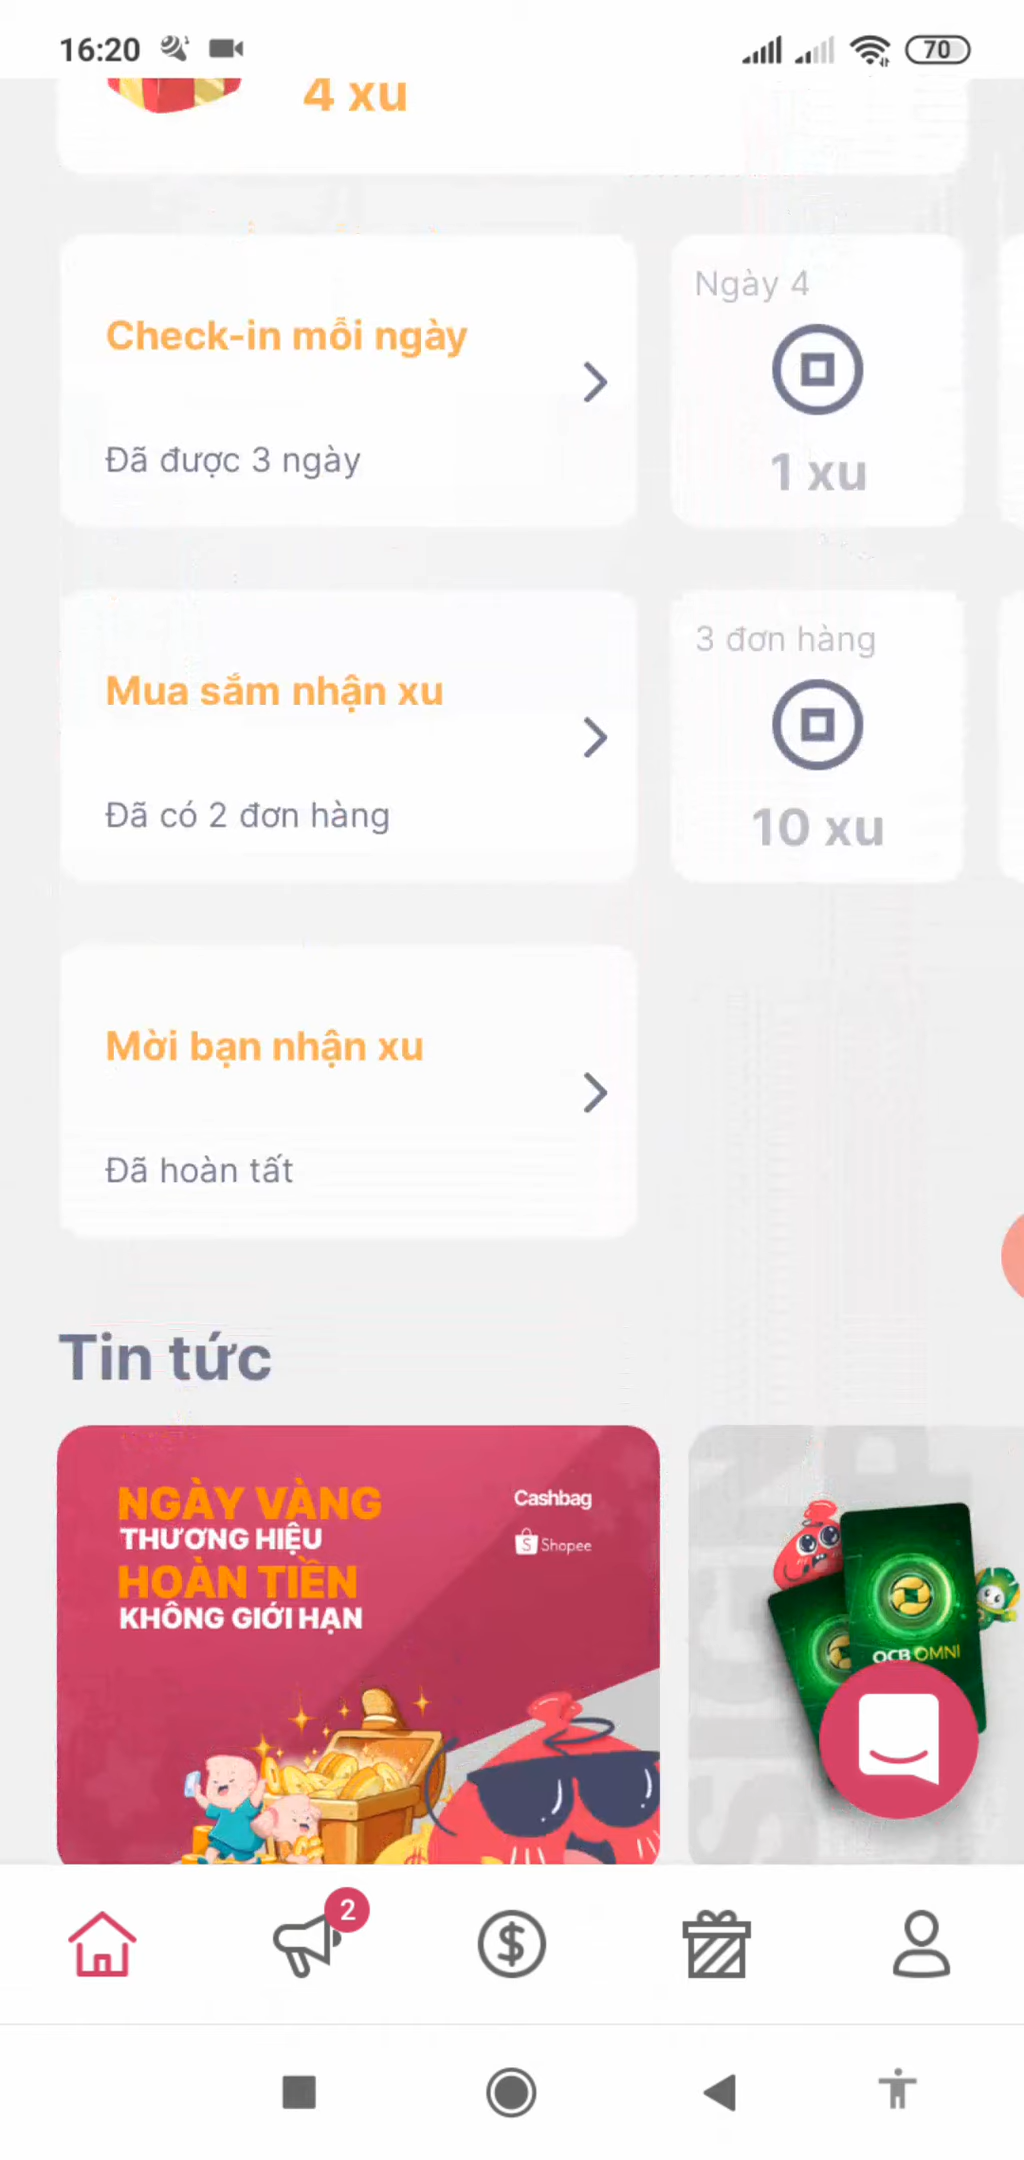 16:20
70
4 xu
Check-in mỗi ngày
Đã được 3 ngày
Ngày 4
1 xu
Mua sắm nhận xu
Đã có 2 đơn hàng
3 đơn hàng
10 xu
Mời bạn nhận xu
Đã hoàn tất
Tin tức
NGÀY VÀNG
THƯƠNG HIỆU
HOÀN TIỀN
KHÔNG GIỚI HẠN
Cashbag
Shopee
OCB OMNI
2